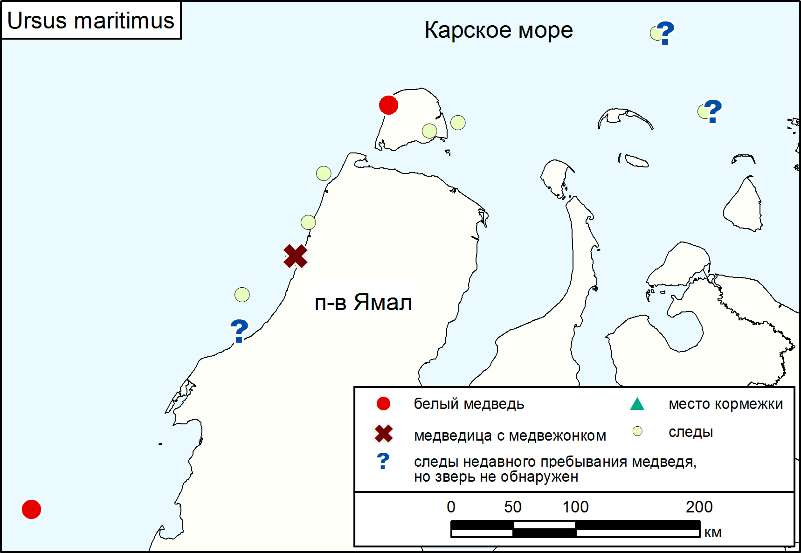 Ursus maritimus
Карское море
?
?
?
п-в Ямал
белый медведь
место кормежки
медведица с медвежонком
следы
? следы недавнего пребывания медведя,
но зверь не обнаружен
0 50 100 200
км